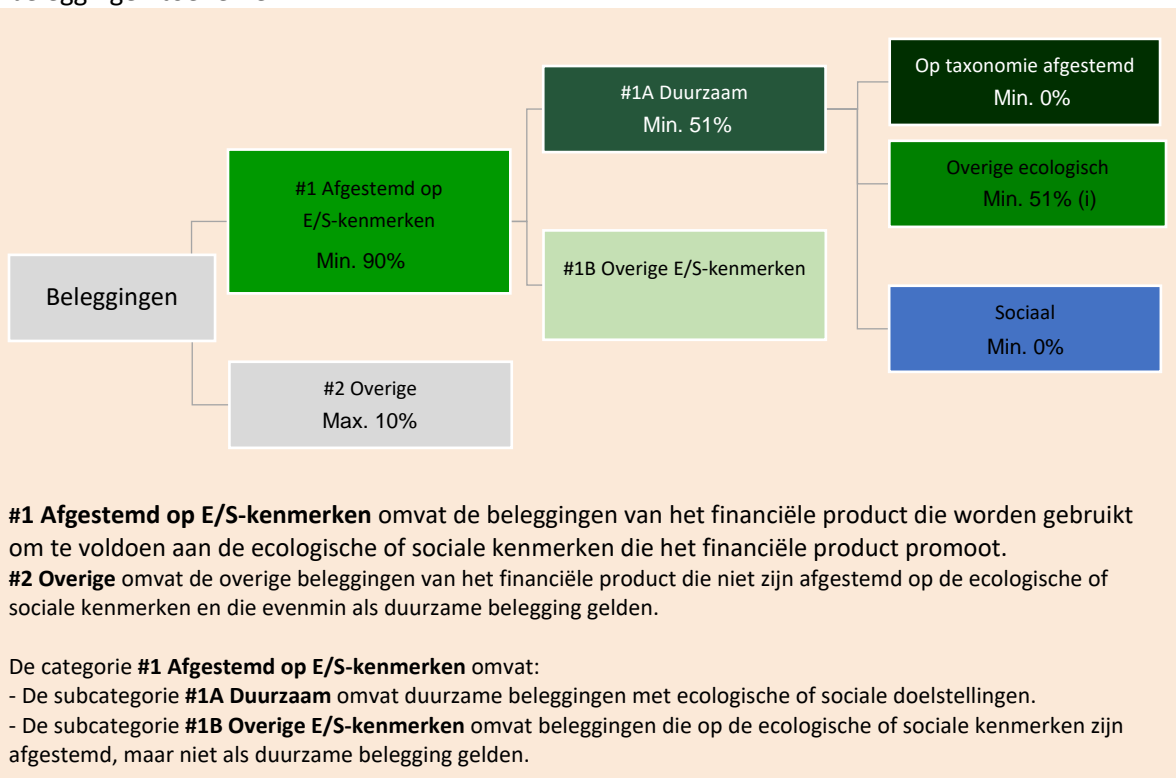 #1A Duurzaam
Min. 51%
Op taxonomie afgestemd
Min. 0%
#1 Afgestemd op
E/S-kenmerken
Min. 90%
Overige ecologisch
Min. 51% (i)
#1B Overige E/S-kenmerken
Beleggingen
Sociaal
Min. 0%
#2 Overige
Max. 10%
#1 Afgestemd op E/S-kenmerken omvat de beleggingen van het financiële product die worden gebruikt
om te voldoen aan de ecologische of sociale kenmerken die het financiële product promoot.
#2 Overige omvat de overige beleggingen van het financiële product die niet zijn afgestemd op de ecologische of
sociale kenmerken en die evenmin als duurzame belegging gelden.
De categorie #1 Afgestemd op E/S-kenmerken omvat:
- De subcategorie #1A Duurzaam omvat duurzame beleggingen met ecologische of sociale doelstellingen.
- De subcategorie #1B Overige E/S-kenmerken omvat beleggingen die op de ecologische of sociale kenmerken zijn
afgestemd, maar niet als duurzame belegging gelden.